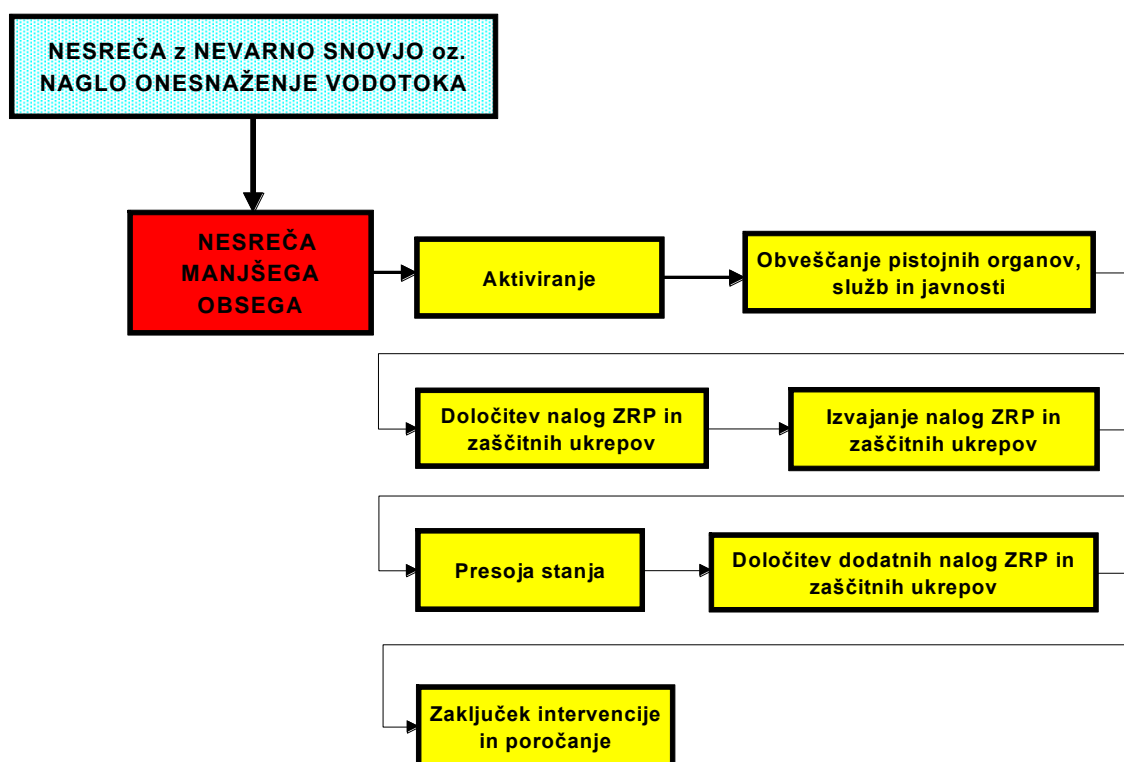 NESREČA z NEVARNO SNOVJO oz.
NAGLO ONESNAŽENJE VODOTOKA
NESREČA
MANJŠEGA
OBSEGA
Aktiviranje
Obveščanje pistojnih organov,
služb in javnosti
Določitev nalog ZRP in
zaščitnih ukrepov
Izvajanje nalog ZRP in
zaščitnih ukrepov
Presoja stanja
Določitev dodatnih nalog ZRP in
zaščitnih ukrepov
Zaključek intervencije
in poročanje